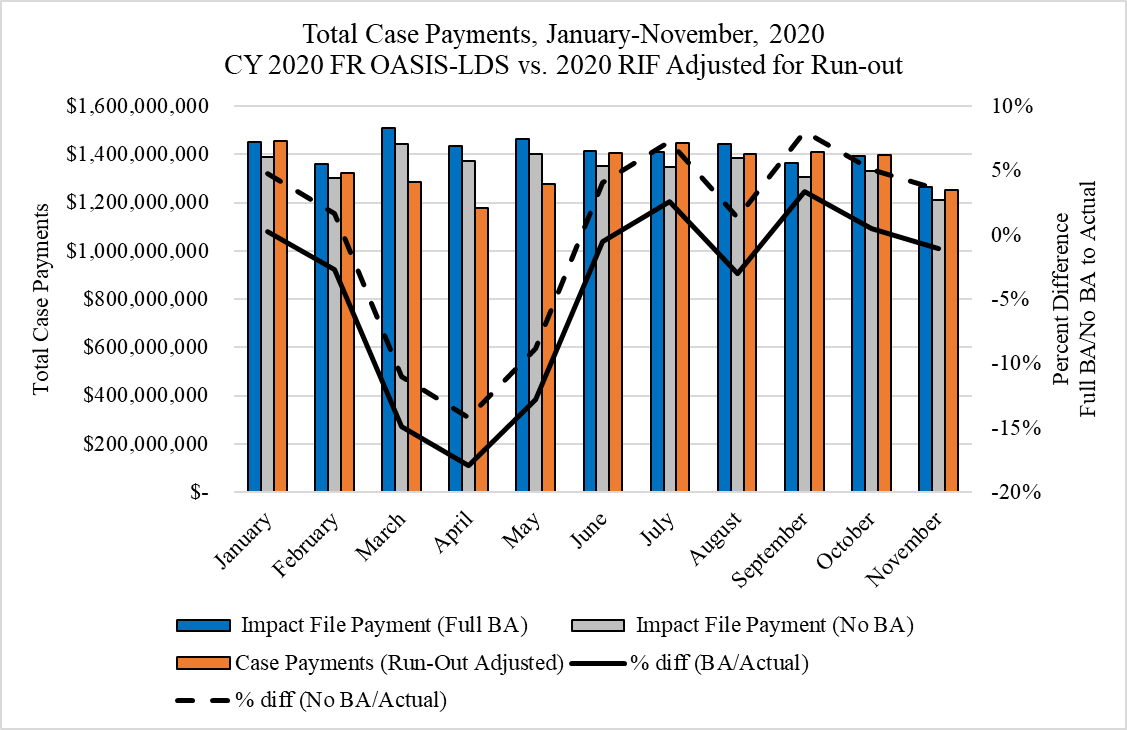 Total Case Payments, January-November, 2020
CY 2020 FR OASIS-LDS vs. 2020 RIF Adjusted for Run-out
Total Case Payments
$1,600,000,000
$1,400,000,000
$1,200,000,000
$1,000,000,000
$800,000,000
$600,000,000
$400,000,000
$200,000,000
$-
10%
5%
0%
-5%
-10%
-15%
-20%
Percent Difference
Full BA/No BA to Actual
January
February
March
April
May
June
July
August
September
October
November
Impact File Payment (Full BA)
Impact File Payment (No BA)
Case Payments (Run-Out Adjusted)
% diff (BA/Actual)
% diff (No BA/Actual)